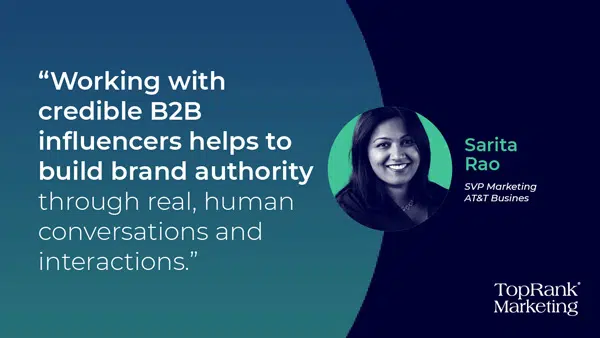 “Working with
credible B2B
influencers helps to
build brand authority
through real, human
conversations and
interactions.”
Sarita
Rao
SVP Marketing
AT&T Busines
TopRank®
Marketing